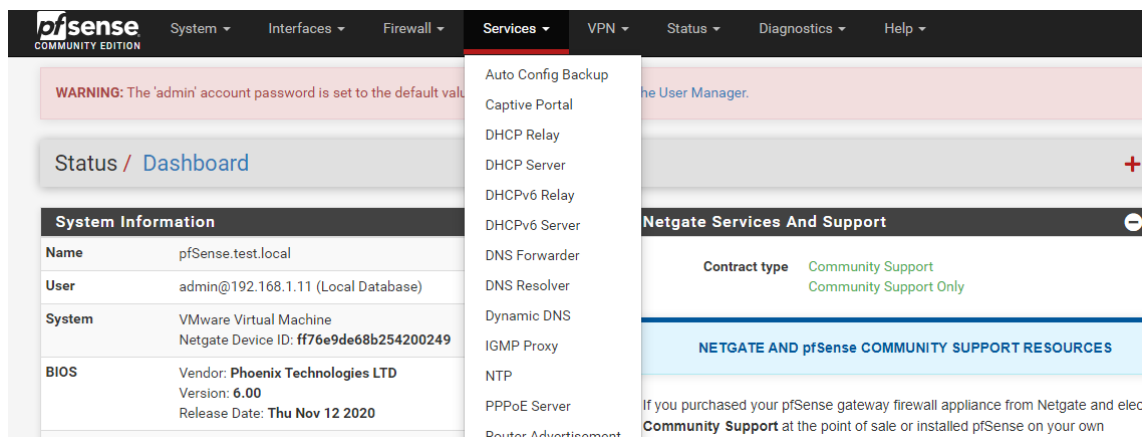 pfsense
COMMUNITY EDITION
System
Interfaces
Firewall
Services
VPN
Status
Diagnostics
Help
WARNING: The 'admin' account password is set to the default
he User Manager.
Auto Config Backup
Captive Portal
DHCP Relay
DHCP Server
DHCPv6 Relay
DHCPv6 Server
DNS Forwarder
DNS Resolver
Dynamic DNS
IGMP Proxy
NTP
PPPoE Server
Router Advertisement
Status / Dashboard
System Information
Name pfSense.test.local
User admin@192.168.1.11 (Local Database)
System VMware Virtual Machine
Netgate Device ID: ff76e9de68b254200249
BIOS Vendor: Phoenix Technologies LTD
Version: 6.00
Release Date: Thu Nov 12 2020
Netgate Services And Support
Contract type Community Support
Community Support Only
NETGATE AND pfSense COMMUNITY SUPPORT RESOURCES
If you purchased your pfSense gateway firewall appliance from Netgate and elec
Community Support at the point of sale or installed pfSense on your own